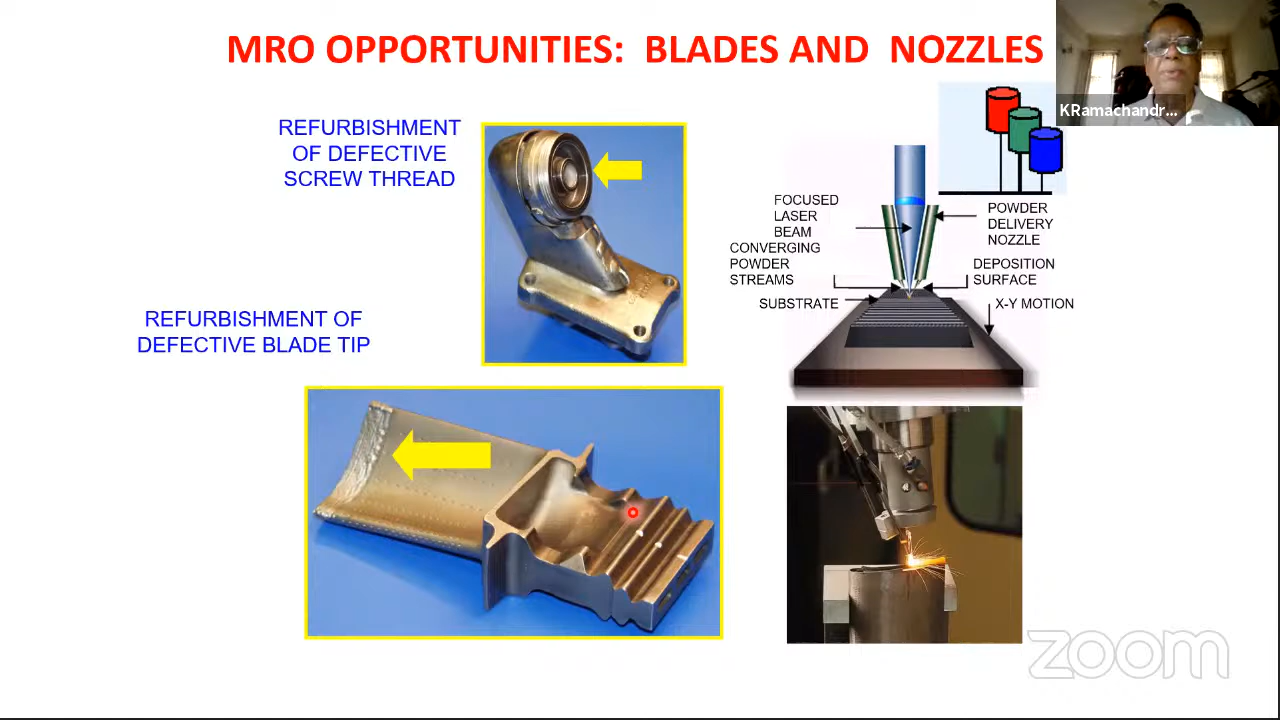 MRO OPPORTUNITIES: BLADES AND NOZZLES
KRamachandr...
REFURBISHMENT
OF DEFECTIVE
SCREW THREAD
REFURBISHMENT OF
DEFECTIVE BLADE TIP
FOCUSED
LASER
BEAM
CONVERGING
POWDER
STREAMS
SUBSTRATE
POWDER
DELIVERY
NOZZLE
DEPOSITION
SURFACE
X-Y MOTION
zoom